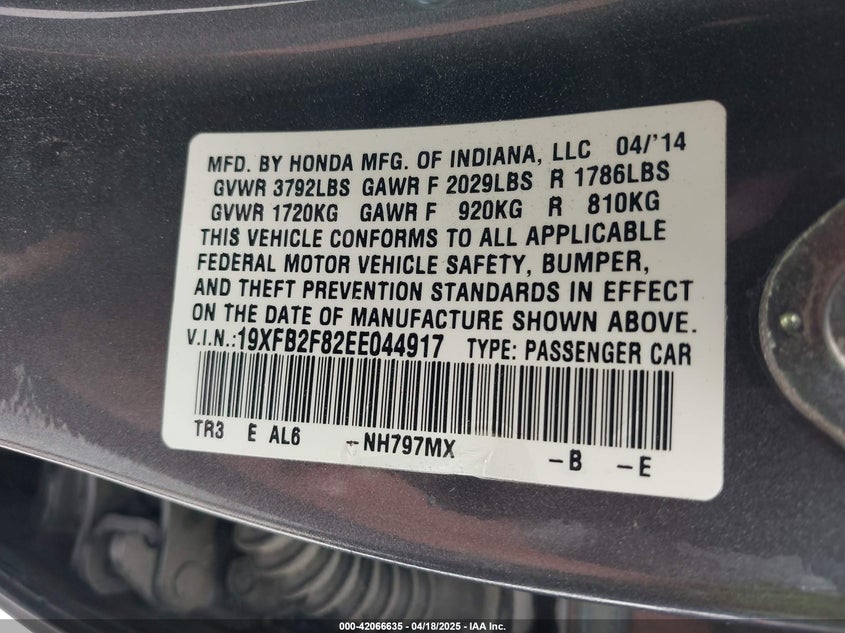 MFD. BY HONDA MFG. OF INDIANA, LLC 04/'14
GVWR 3792LBS GAWR F 2029LBS R 1786LBS
GVWR 1720KG GAWR F 920KG R 810KG
THIS VEHICLE CONFORMS TO ALL APPLICABLE
FEDERAL MOTOR VEHICLE SAFETY, BUMPER,
AND THEFT PREVENTION STANDARDS IN EFFECT
ON THE DATE OF MANUFACTURE SHOWN ABOVE.
V.I.N.:19XFB2F82EE044917 TYPE: PASSENGER CAR
TR3 E AL6 -NH797MX -B -E
000-42066635 - 04/18/2025 - IAA Inc.